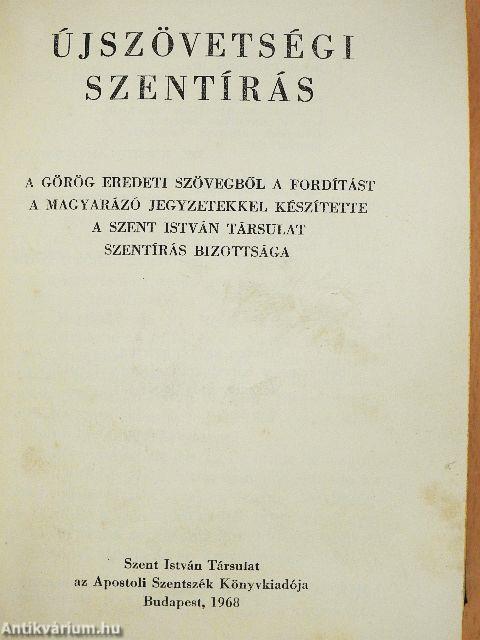 ÚJSZÖVETSÉGI
SZENTÍRÁS
A GÖRÖG EREDETI SZÖVEGBŐL A FORDÍTÁST
A MAGYARÁZÓ JEGYZETEKKEL KÉSZÍTETTE
A SZENT ISTVÁN TÁRSULAT
SZENTÍRÁS BIZOTTSÁGA
Szent István Társulat
az Apostoli Szentszék Könyvkiadója
Budapest, 1968
Antikvárium.hu